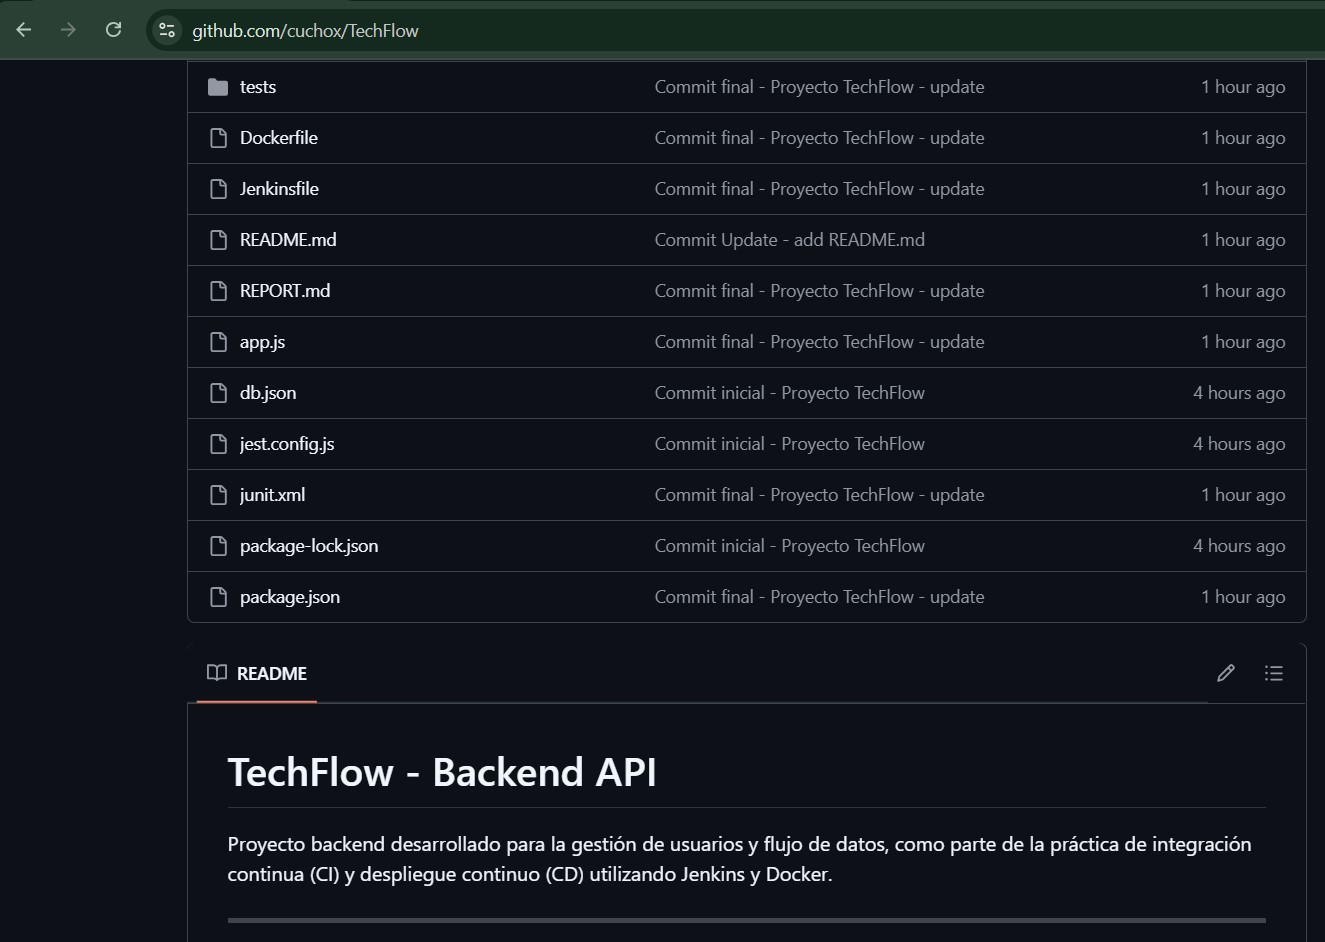 github.com/cuchox/TechFlow
tests Commit final - Proyecto TechFlow - update 1 hour ago
Dockerfile Commit final - Proyecto TechFlow - update 1 hour ago
Jenkinsfile Commit final - Proyecto TechFlow - update 1 hour ago
README.md Commit Update - add README.md 1 hour ago
REPORT.md Commit final - Proyecto TechFlow - update 1 hour ago
app.js Commit final - Proyecto TechFlow - update 1 hour ago
db.json Commit inicial - Proyecto TechFlow 4 hours ago
jest.config.js Commit inicial - Proyecto TechFlow 4 hours ago
junit.xml Commit final - Proyecto TechFlow - update 1 hour ago
package-lock.json Commit inicial - Proyecto TechFlow 4 hours ago
package.json Commit final - Proyecto TechFlow - update 1 hour ago
README
TechFlow - Backend API
Proyecto backend desarrollado para la gestión de usuarios y flujo de datos, como parte de la práctica de integración
continua (CI) y despliegue continuo (CD) utilizando Jenkins y Docker.